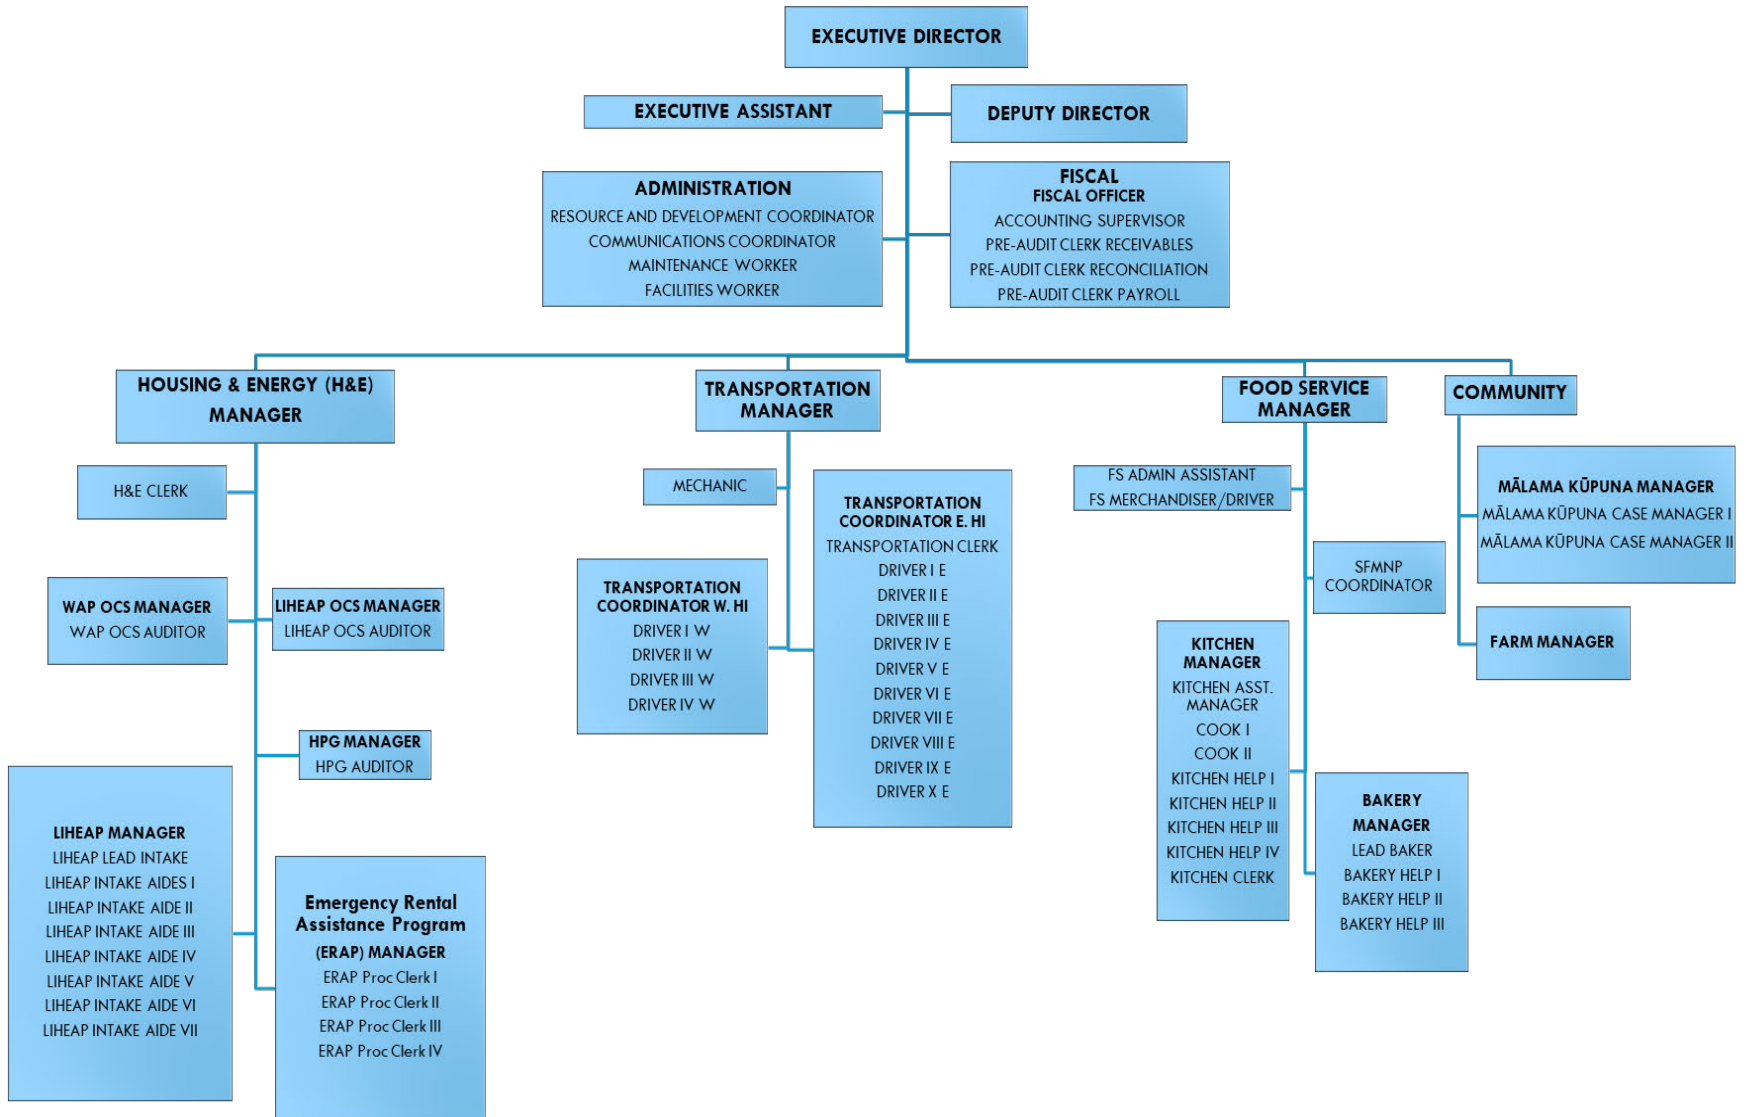 EXECUTIVE DIRECTOR
EXECUTIVE ASSISTANT
DEPUTY DIRECTOR
ADMINISTRATION
RESOURCE AND DEVELOPMENT COORDINATOR
COMMUNICATIONS COORDINATOR
MAINTENANCE WORKER
FACILITIES WORKER
FISCAL
FISCAL OFFICER
ACCOUNTING SUPERVISOR
PRE-AUDIT CLERK RECEIVABLES
PRE-AUDIT CLERK RECONCILIATION
PRE-AUDIT CLERK PAYROLL
HOUSING & ENERGY (H&E)
MANAGER
H&E CLERK
WAP OCS MANAGER
WAP OCS AUDITOR
LIHEAP OCS MANAGER
LIHEAP OCS AUDITOR
HPG MANAGER
HPG AUDITOR
LIHEAP MANAGER
LIHEAP LEAD INTAKE
LIHEAP INTAKE AIDES I
LIHEAP INTAKE AIDE II
LIHEAP INTAKE AIDE III
LIHEAP INTAKE AIDE IV
LIHEAP INTAKE AIDE V
LIHEAP INTAKE AIDE VI
LIHEAP INTAKE AIDE VII
Emergency Rental
Assistance Program
(ERAP) MANAGER
ERAP Proc Clerk I
ERAP Proc Clerk II
ERAP Proc Clerk III
ERAP Proc Clerk IV
TRANSPORTATION
MANAGER
MECHANIC
TRANSPORTATION
COORDINATOR W. HI
DRIVER I W
DRIVER II W
DRIVER III W
DRIVER IV W
TRANSPORTATION
COORDINATOR E. HI
TRANSPORTATION CLERK
DRIVER I E
DRIVER II E
DRIVER III E
DRIVER IV E
DRIVER V E
DRIVER VI E
DRIVER VII E
DRIVER VIII E
DRIVER IX E
DRIVER X E
FOOD SERVICE
MANAGER
FS ADMIN ASSISTANT
FS MERCHANDISER/DRIVER
SFMNP
COORDINATOR
KITCHEN
MANAGER
KITCHEN ASST.
MANAGER
COOK I
COOK II
KITCHEN HELP I
KITCHEN HELP II
KITCHEN HELP III
KITCHEN HELP IV
KITCHEN CLERK
BAKERY
MANAGER
LEAD BAKER
BAKERY HELP I
BAKERY HELP II
BAKERY HELP III
COMMUNITY
MĀLAMA KŪPUNA MANAGER
MĀLAMA KŪPUNA CASE MANAGER I
MĀLAMA KŪPUNA CASE MANAGER II
FARM MANAGER